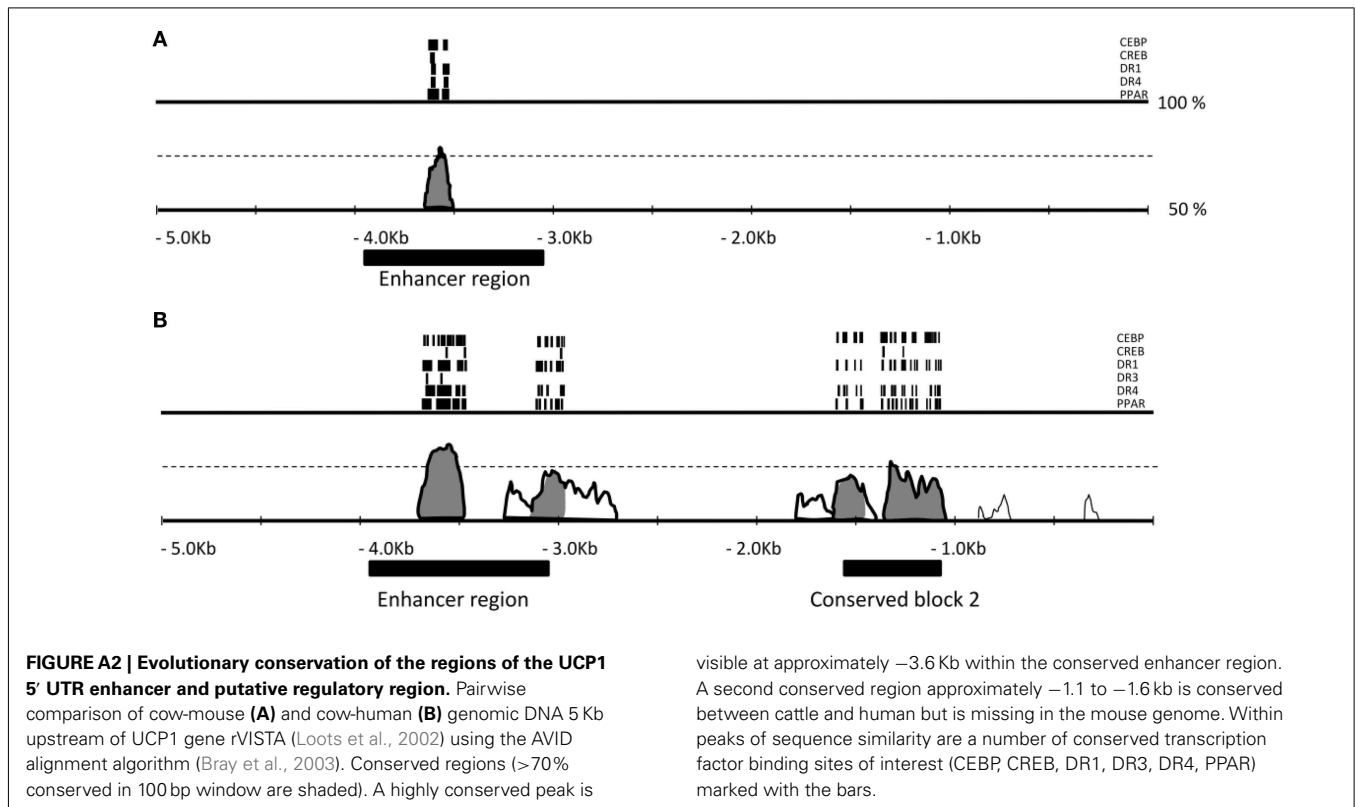 A
CEBP
CREB
DR1
DR4
PPAR
100 %
50 %
- 5.0Kb - 4.0Kb - 3.0Kb - 2.0Kb - 1.0Kb
Enhancer region
B
CEBP
CREB
DR1
DR3
DR4
PPAR
- 5.0Kb - 4.0Kb - 3.0Kb - 2.0Kb - 1.0Kb
Enhancer region Conserved block 2
FIGURE A2 | Evolutionary conservation of the regions of the UCP1
5′ UTR enhancer and putative regulatory region. Pairwise
comparison of cow-mouse (A) and cow-human (B) genomic DNA 5 Kb
upstream of UCP1 gene rVISTA (Loots et al., 2002) using the AVID
alignment algorithm (Bray et al., 2003). Conserved regions (>70%
conserved in 100 bp window are shaded). A highly conserved peak is
visible at approximately −3.6 Kb within the conserved enhancer region.
A second conserved region approximately −1.1 to −1.6 kb is conserved
between cattle and human but is missing in the mouse genome. Within
peaks of sequence similarity are a number of conserved transcription
factor binding sites of interest (CEBP, CREB, DR1, DR3, DR4, PPAR)
marked with the bars.